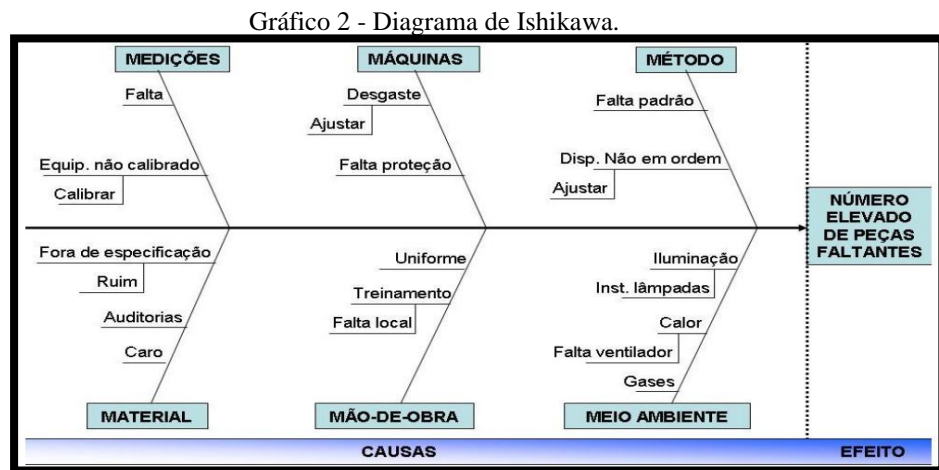 Gráfico 2 - Diagrama de Ishikawa.
MEDIÇÕES
MÁQUINAS
MÉTODO
Falta
Equip. não calibrado
Calibrar
Desgaste
Ajustar
Falta proteção
Falta padrão
Disp. Não em ordem
Ajustar
NÚMERO
ELEVADO
DE PEÇAS
FALTANTES
Fora de especificação
Ruim
Auditorias
Caro
Uniforme
Treinamento
Falta local
Iluminação
Inst. lâmpadas
Calor
Falta ventilador
Gases
MATERIAL
MÃO-DE-OBRA
MEIO AMBIENTE
CAUSAS
EFEITO